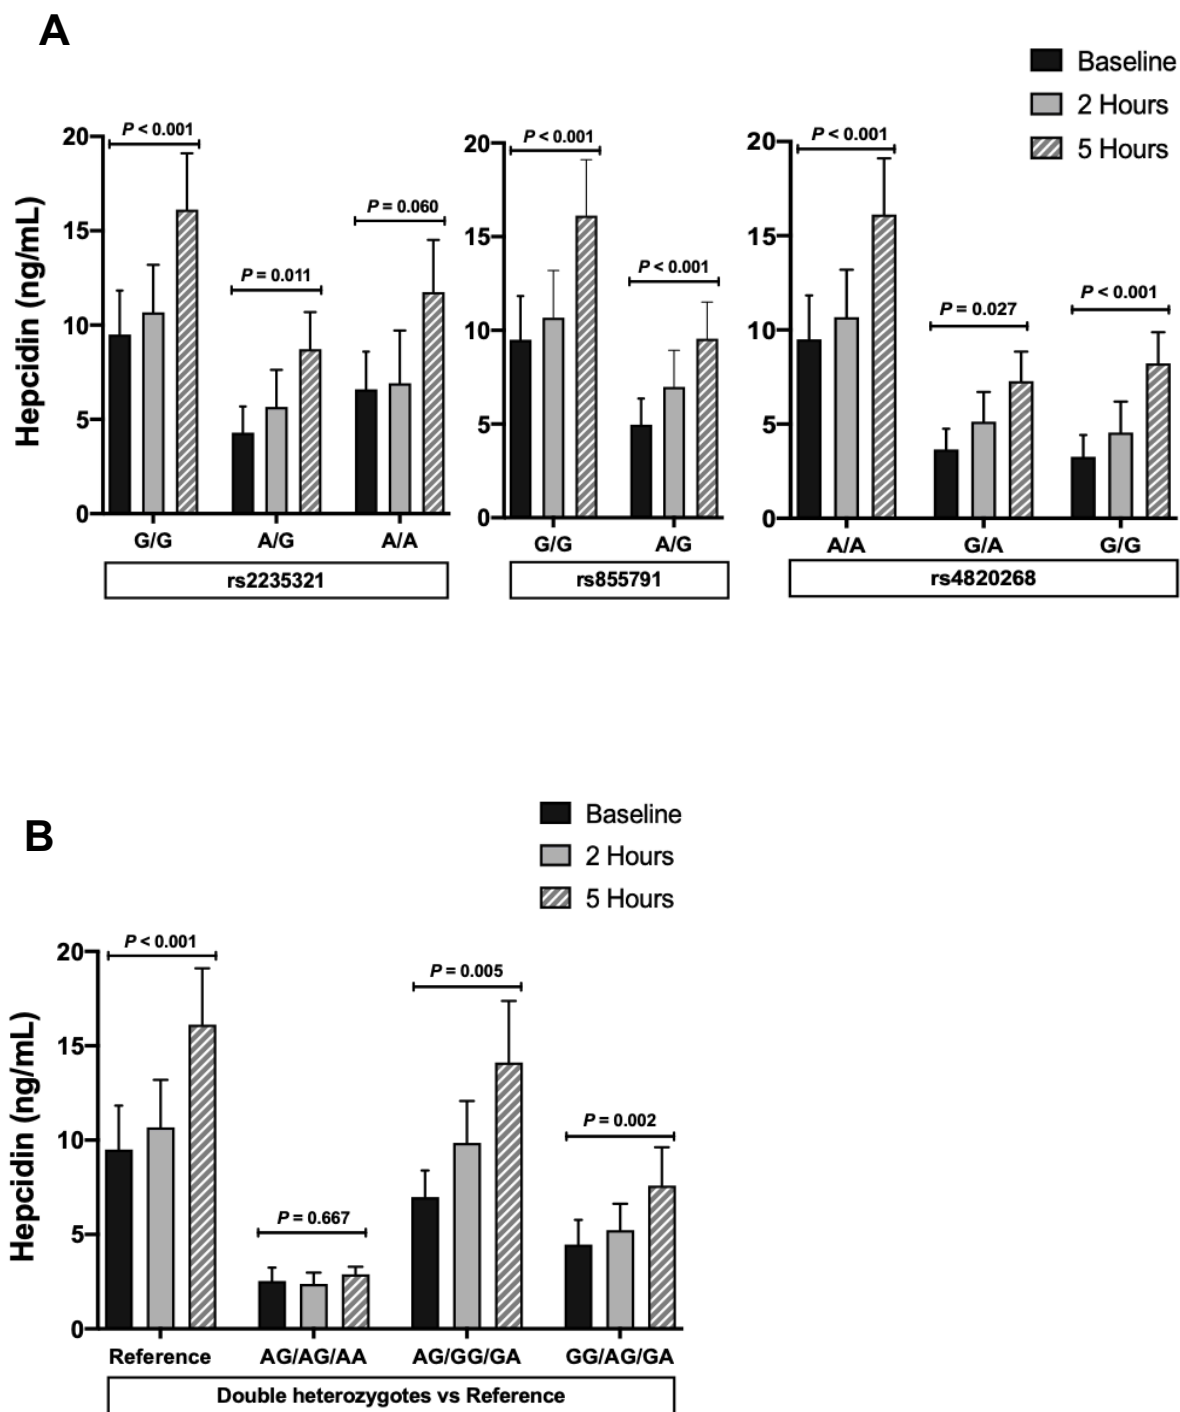 A
Baseline
2 Hours
5 Hours
Hepcidin (ng/mL)
20
15
10
5
0
P < 0.001
P = 0.011
P = 0.060
G/G A/G A/A
rs2235321
20
15
10
5
0
P < 0.001
P < 0.001
G/G A/G
rs855791
20
15
10
5
0
P < 0.001
P = 0.027
P < 0.001
A/A G/A G/G
rs4820268
B
Baseline
2 Hours
5 Hours
Hepcidin (ng/mL)
20
15
10
5
0
P < 0.001
P = 0.667
P = 0.005
P = 0.002
Reference AG/AG/AA AG/GG/GA GG/AG/GA
Double heterozygotes vs Reference